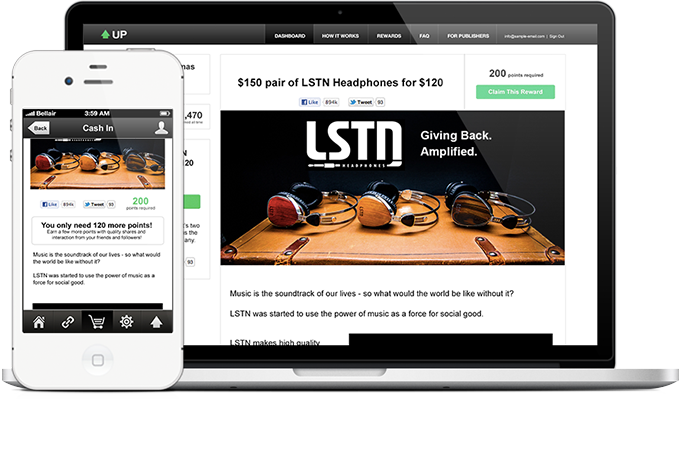 UP
DASHBOARD HOW IT WORKS REWARDS FAQ FOR PUBLISHERS info@sample-email.com | Sign Out
mas
,470
20
't's two
s the
any.
93
$150 pair of LSTN Headphones for $120
Like 894k Tweet 93
200 points required
Claim This Reward
LSTN
HEADPHONES
Giving Back.
Amplified.
Music is the soundtrack of our lives - so what would the world be like without it?
LSTN was started to use the power of music as a force for social good.
LSTN makes high quality
Bellair 3:59 AM
Back Cash In
Like 894k Tweet 93 200
points required
You only need 120 more points!
Earn a few more points with quality shares and
interaction from your friends and followers!
Music is the soundtrack of our lives - so what would
the world be like without it?
LSTN was started to use the power of music as a
force for social good.